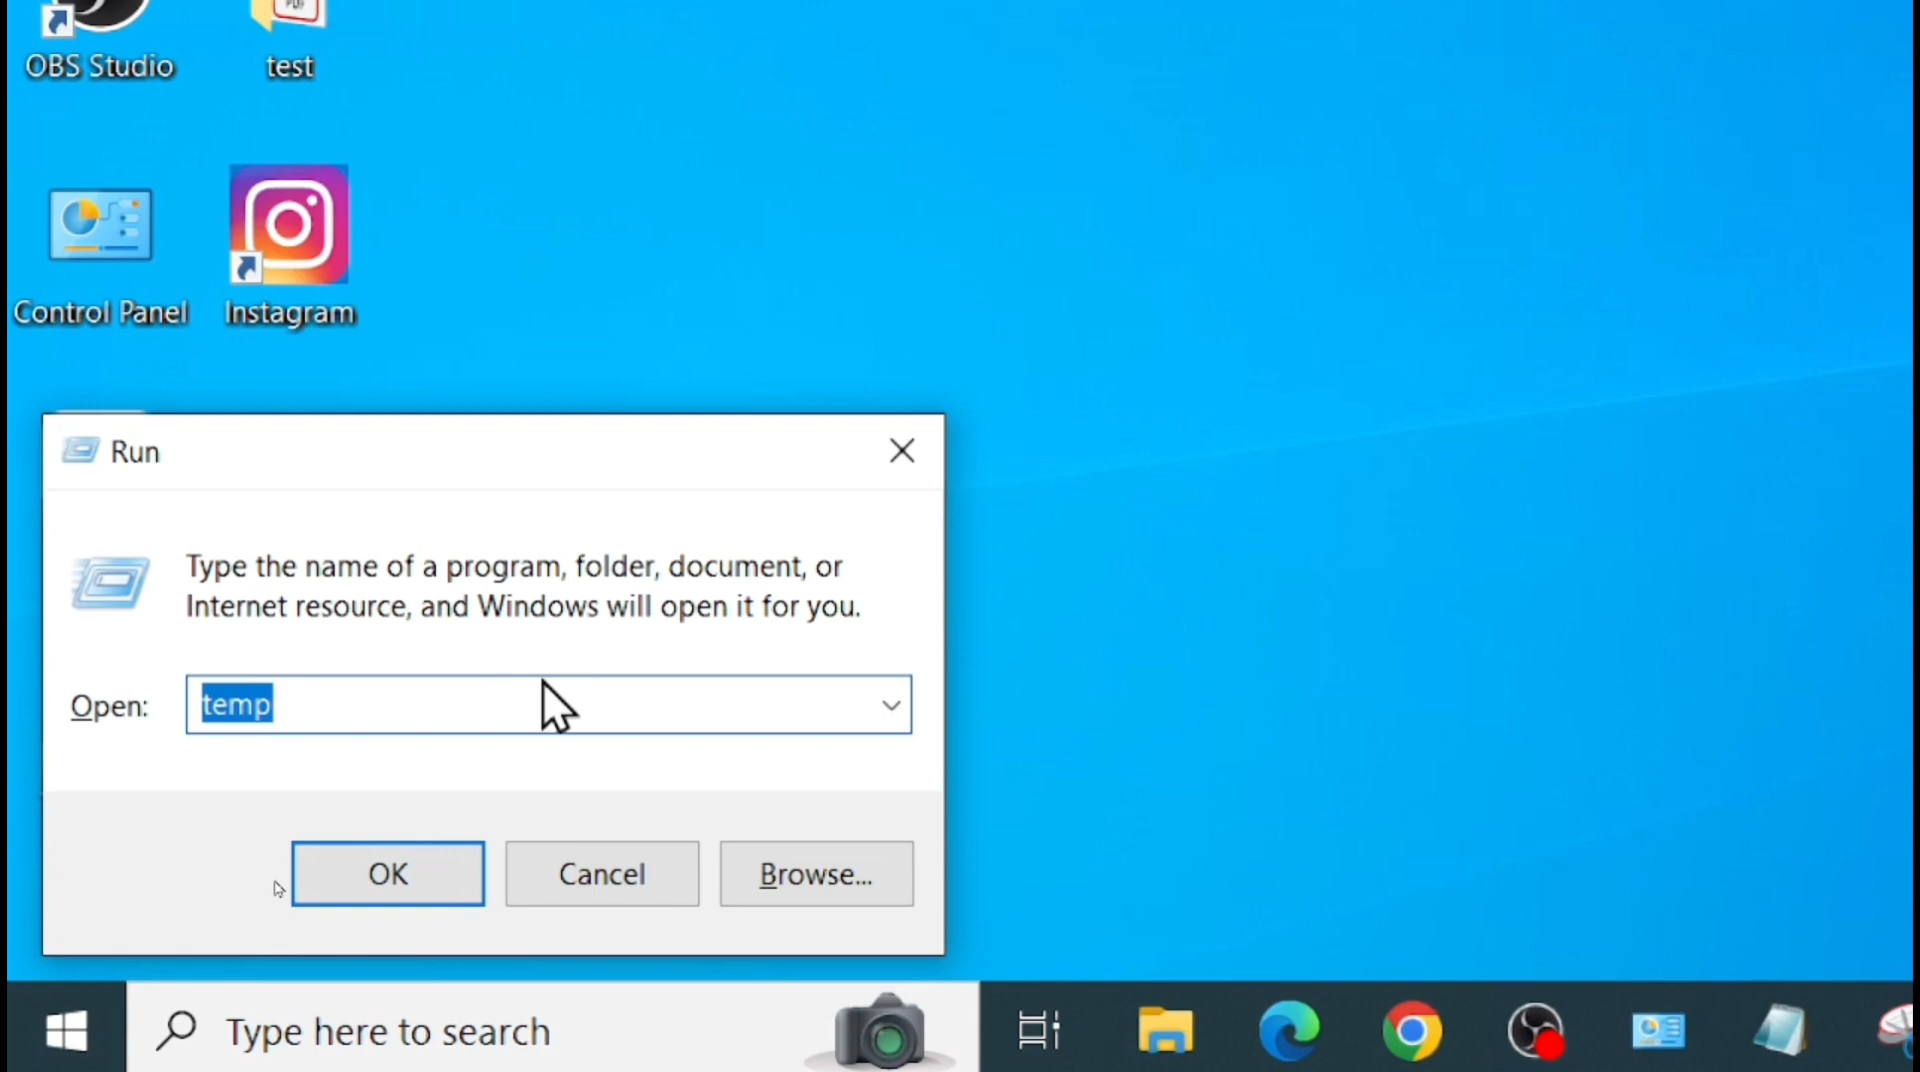 OBS Studio
test
PDF
Control Panel
Instagram
Run
Type the name of a program, folder, document, or
Internet resource, and Windows will open it for you.
Open:
temp
OK
Cancel
Browse...
Type here to search